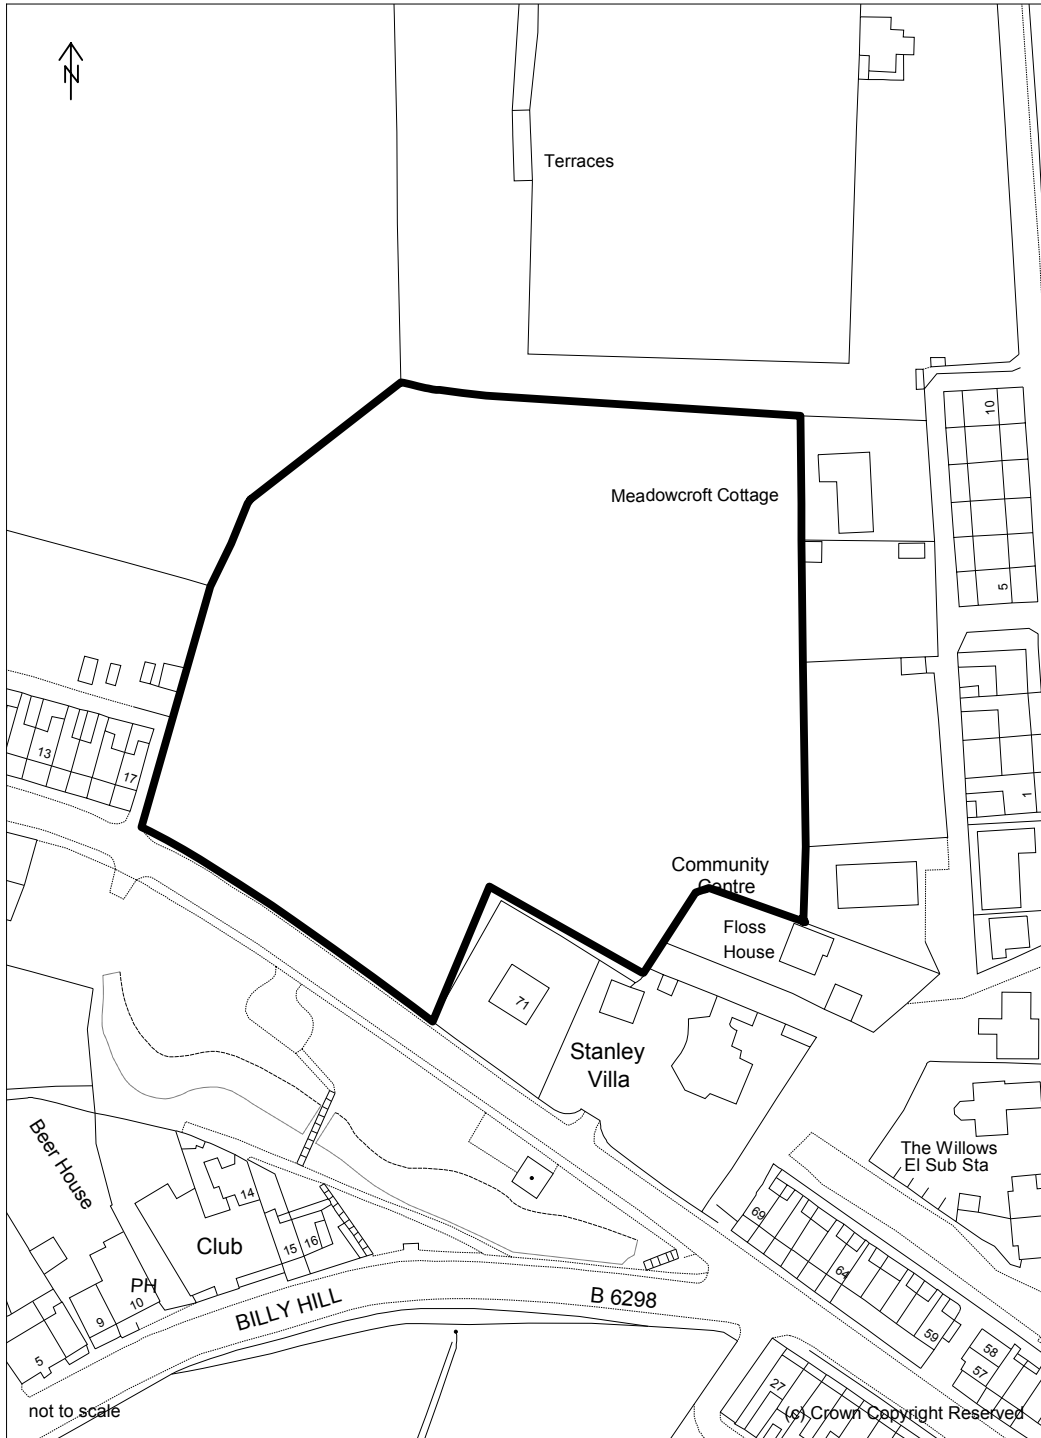 N
Terraces
10
Meadowcroft Cottage
5
13
17
1
Community
Centre
Floss
House
71
Stanley
Villa
Beer House
The Willows
El Sub Sta
14
69
Club
15
16
64
PH
10
9
BILLY HILL
B 6298
59
58
57
5
27
not to scale
(c) Crown Copyright Reserved